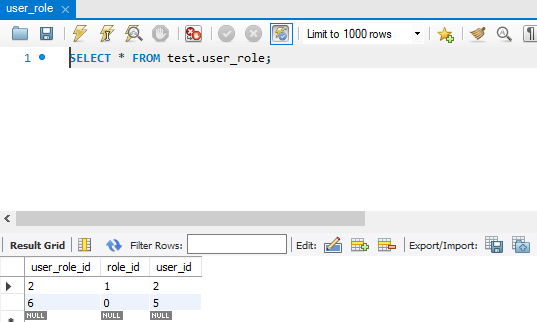 user_role
Limit to 1000 rows
1 SELECT * FROM test.user_role;
Result Grid Filter Rows: Edit: Export/Import:
user_role_id role_id user_id
2 1 2
6 0 5
NULL NULL NULL